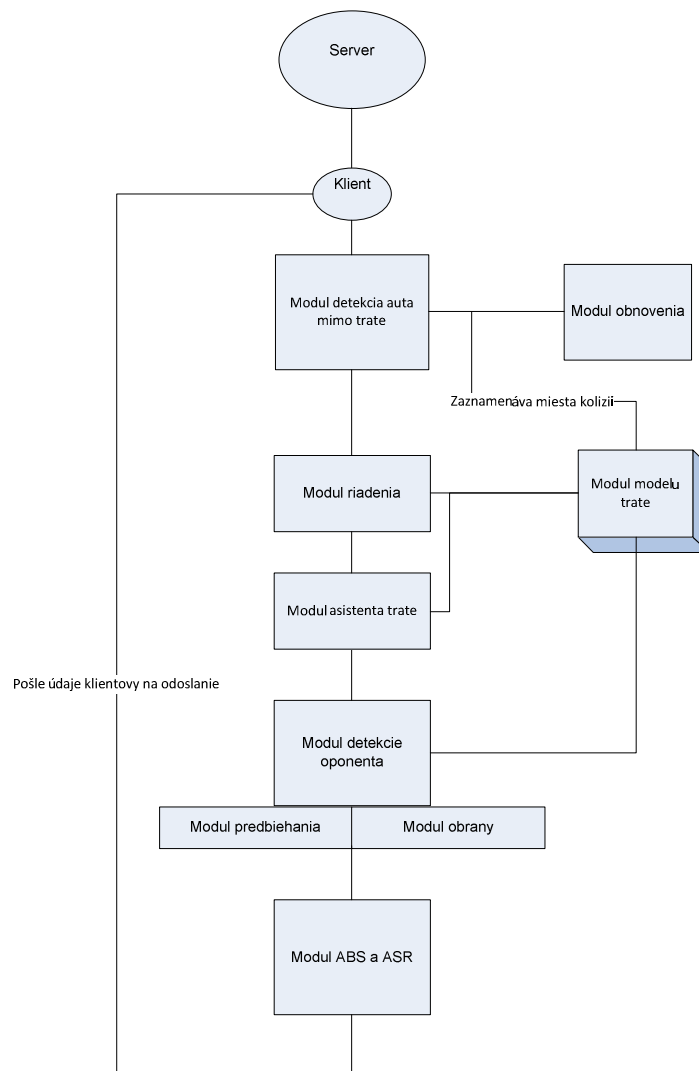 Server
Klient
Modul detekcia auta
mimo trate
Modul obnovenia
Zaznamenáva miesta kolizií
Modul riadenia
Modul modelu
trate
Modul asistenta trate
Pošle údaje klientovy na odoslanie
Modul detekcie
oponenta
Modul predbiehania
Modul obrany
Modul ABS a ASR